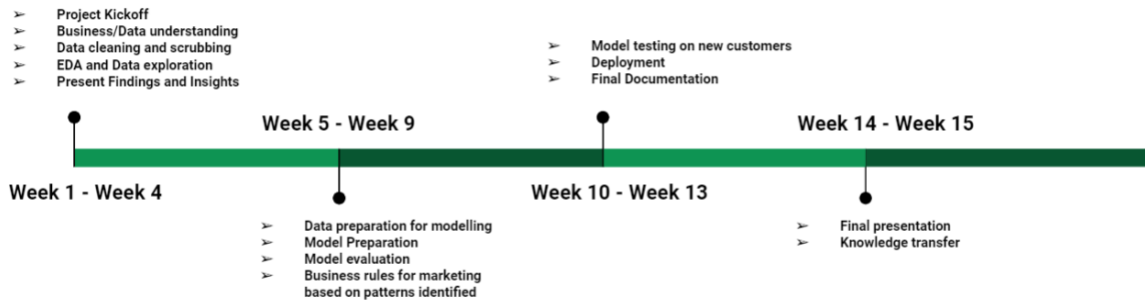 ➢ Project Kickoff
➢ Business/Data understanding
➢ Data cleaning and scrubbing
➢ EDA and Data exploration
➢ Present Findings and Insights
Week 1 - Week 4
Week 5 - Week 9
➢ Data preparation for modelling
➢ Model Preparation
➢ Model evaluation
➢ Business rules for marketing
based on patterns identified
➢ Model testing on new customers
➢ Deployment
➢ Final Documentation
Week 10 - Week 13
Week 14 - Week 15
➢ Final presentation
➢ Knowledge transfer